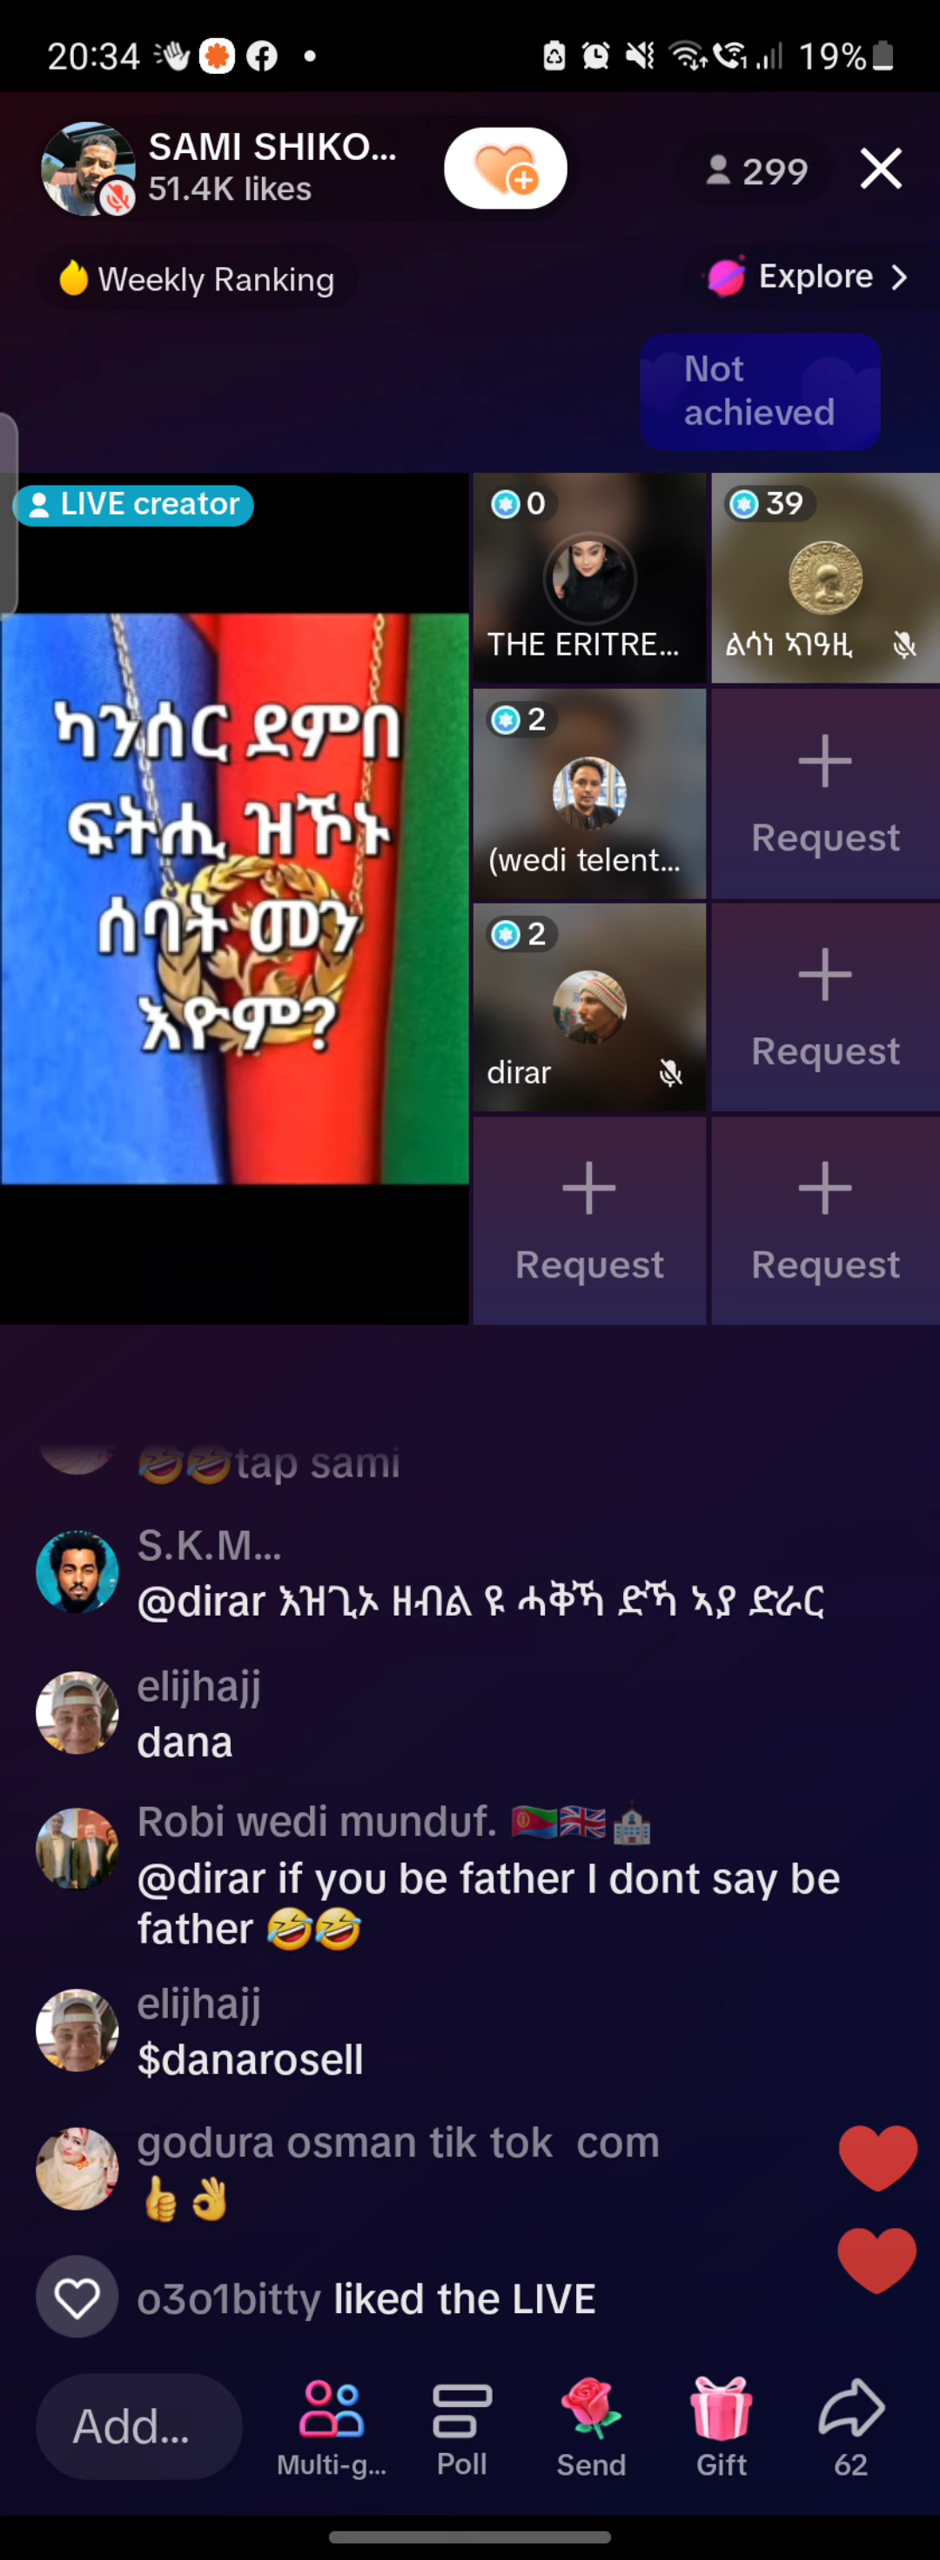 20:34
19%
SAMI SHIKO...
51.4K likes
299
Weekly Ranking
Explore
Not
achieved
LIVE creator
ካንሰር ደምበ
ፍትሒ ዝኾኑ
ሰባት መን
እዮም?
0
THE ERITRE...
39
ልሳነ ኣገዓዚ
2
(wedi telent...
Request
2
dirar
Request
Request
Request
🤣🤣tap sami
S.K.M...
@dirar እዝጊኦ ዘብል ዩ ሓቅኻ ድኻ ኣያ ድራር
elijhajj
dana
Robi wedi munduf. 🇪🇷🇬🇧⛪
@dirar if you be father I dont say be
father 🤣🤣
elijhajj
$danarosell
godura osman tik tok com
👍👌
o3o1bitty liked the LIVE
Add...
Multi-g...
Poll
Send
Gift
62